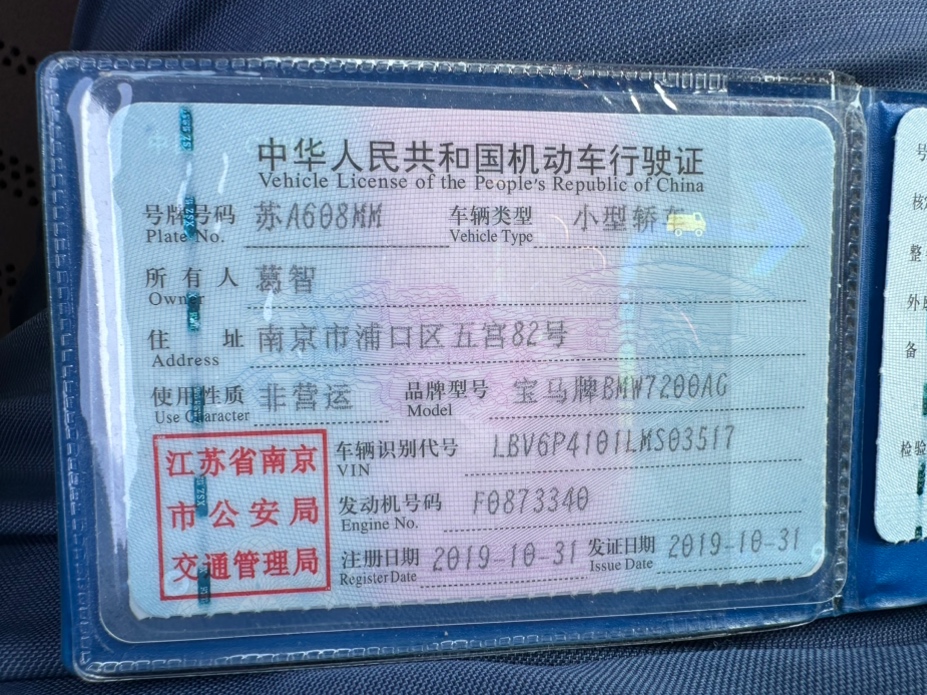 中华人民共和国机动车行驶证
Vehicle License of the People's Republic of China
号牌号码 苏A608MM 车辆类型 小型轿车
Plate No. Vehicle Type
所有人 葛智
Owner
住址 南京市浦口区五宫82号
Address
使用性质 非营运 品牌型号 宝马牌BMW7200AG
Use Character Model
江苏省南京
市公安局
交通管理局
车辆识别代号 LBV6P4101LMS03517
VIN
发动机号码 F0873340
Engine No.
注册日期 2019-10-31 发证日期 2019-10-31
Register Date Issue Date
号
核
整
外
备
检验